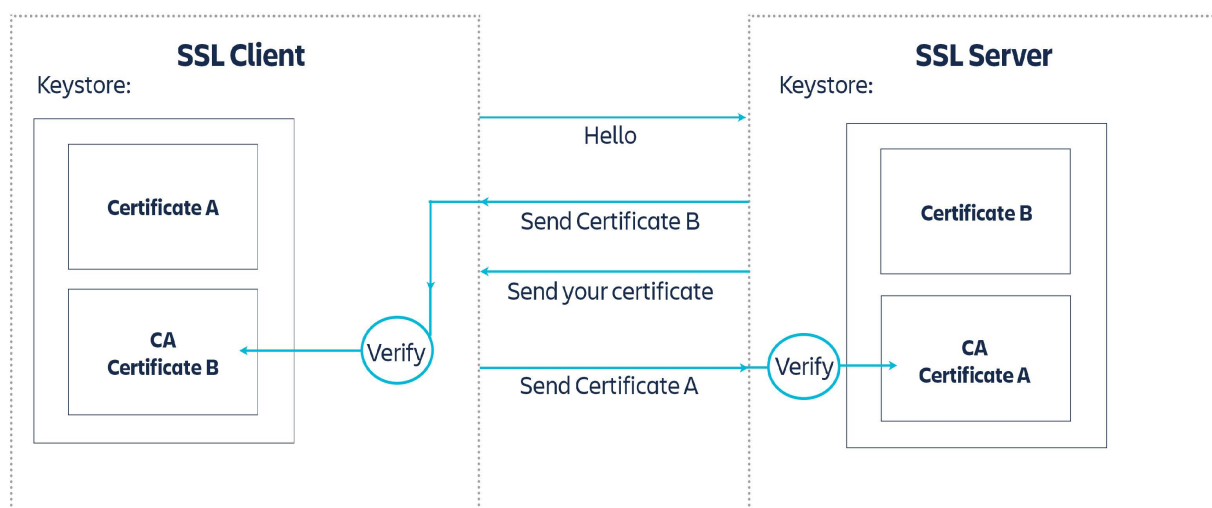 SSL Client
Keystore:
Certificate A
CA
Certificate B
Verify
Hello
Send Certificate B
Send your certificate
Send Certificate A
SSL Server
Keystore:
Certificate B
Verify
CA
Certificate A